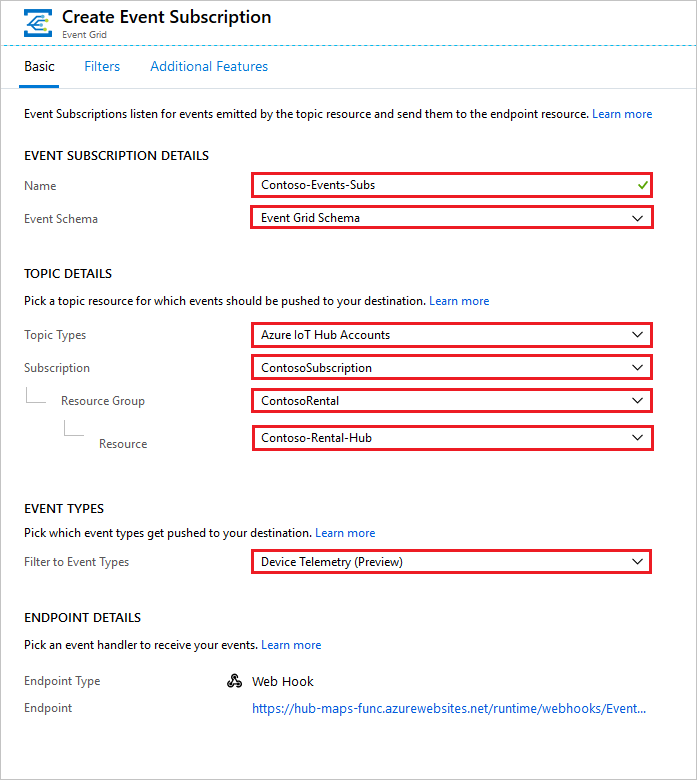 Create Event Subscription
Event Grid
Basic Filters Additional Features
Event Subscriptions listen for events emitted by the topic resource and send them to the endpoint resource. Learn more
EVENT SUBSCRIPTION DETAILS
Name Contoso-Events-Subs
Event Schema Event Grid Schema
TOPIC DETAILS
Pick a topic resource for which events should be pushed to your destination. Learn more
Topic Types Azure IoT Hub Accounts
Subscription ContosoSubscription
Resource Group ContosoRental
Resource Contoso-Rental-Hub
EVENT TYPES
Pick which event types get pushed to your destination. Learn more
Filter to Event Types Device Telemetry (Preview)
ENDPOINT DETAILS
Pick an event handler to receive your events. Learn more
Endpoint Type Web Hook
Endpoint https://hub-maps-func.azurewebsites.net/runtime/webhooks/Event...